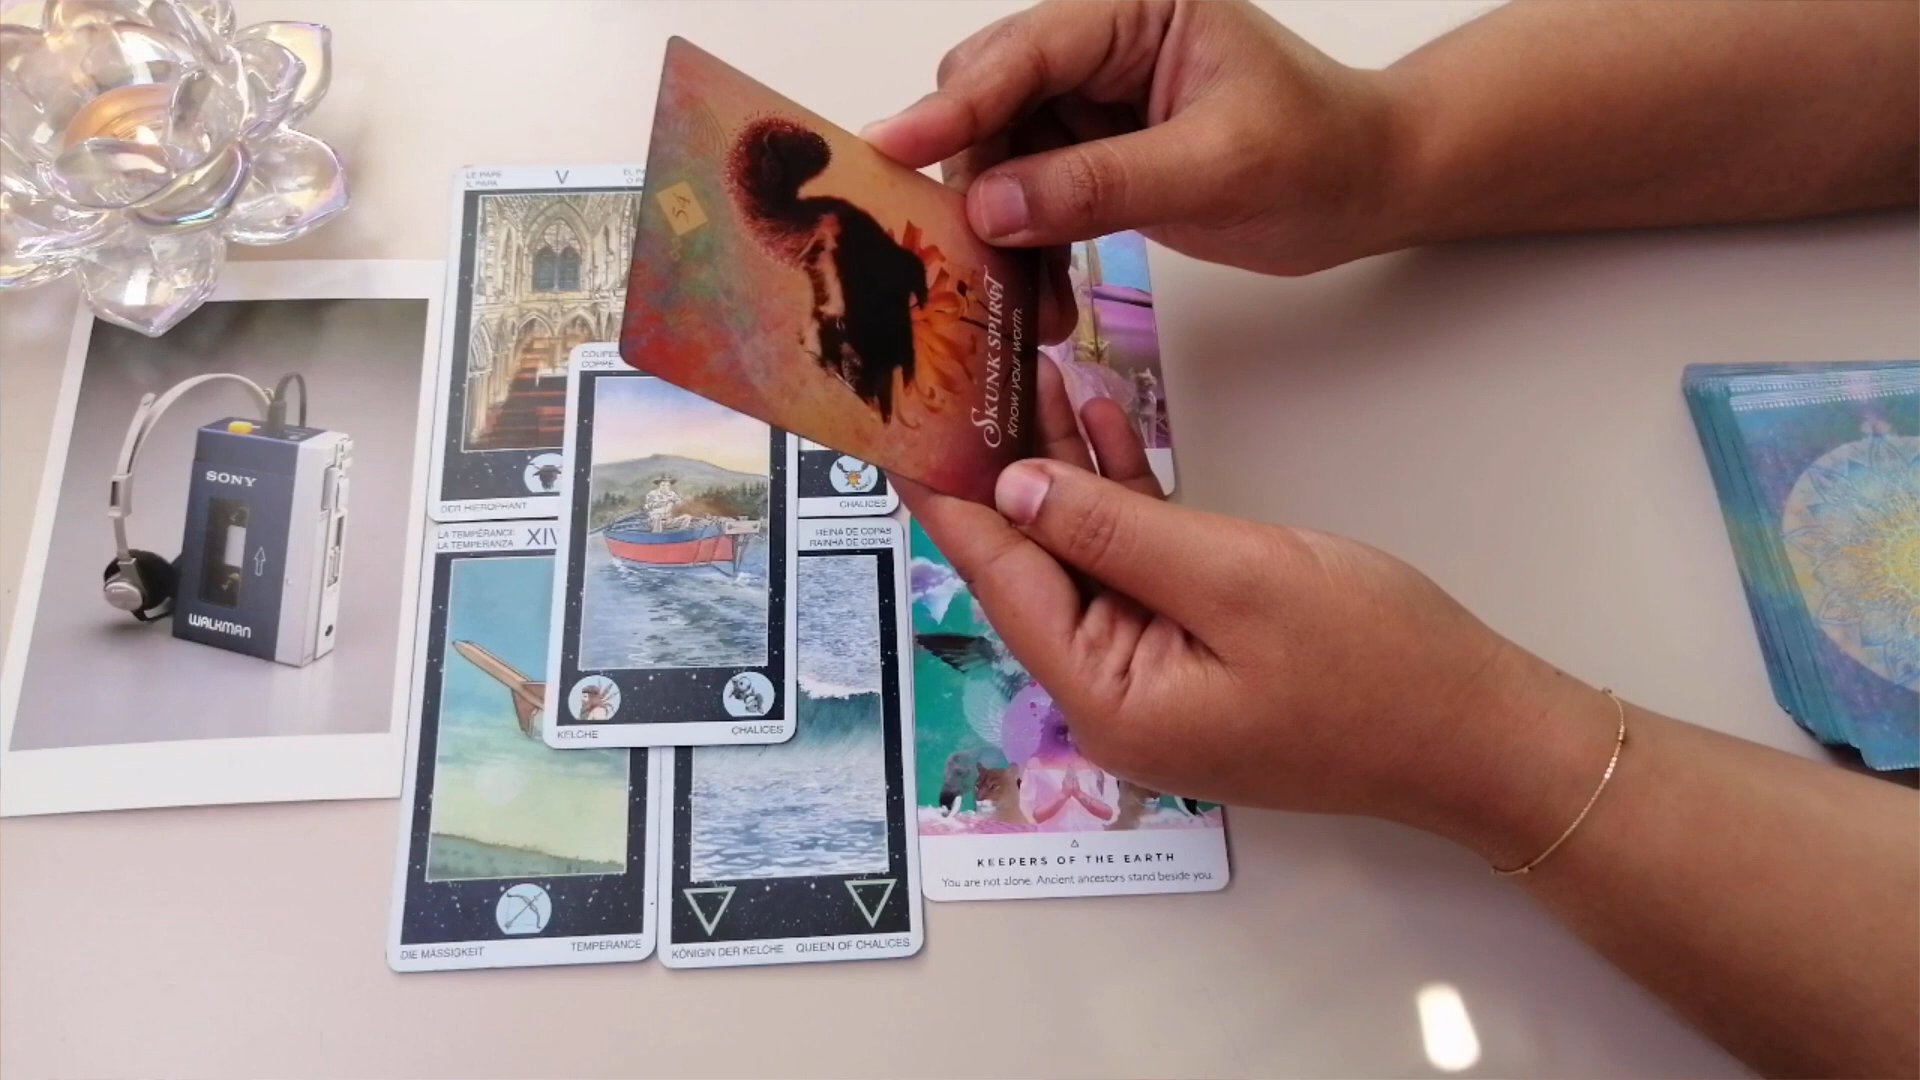 SONY
WALKMAN
LE PAPE
IL PAPA
V
DER HIEROPHANT
54
SKUNK SPIRIT
Know your worth.
COUPES
COPPE
KELCHE
CHALICES
CHALICES
LA TEMPÉRANCE
LA TEMPERANZA
XIV
DIE MÄSSIGKEIT
TEMPERANCE
REINA DE COPAS
RAINHA DE COPAS
KÖNIGIN DER KELCHE
QUEEN OF CHALICES
KEEPERS OF THE EARTH
You are not alone. Ancient ancestors stand beside you.